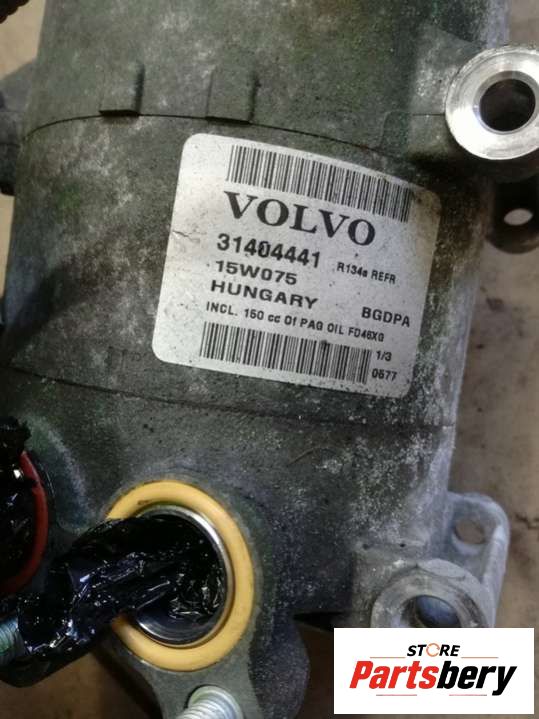 VOLVO
31404441 R134a REFR
15W075
HUNGARY BGDPA
INCL. 150 cc Of PAG OIL FD46XG
1/3
0677
STORE
Partsbery